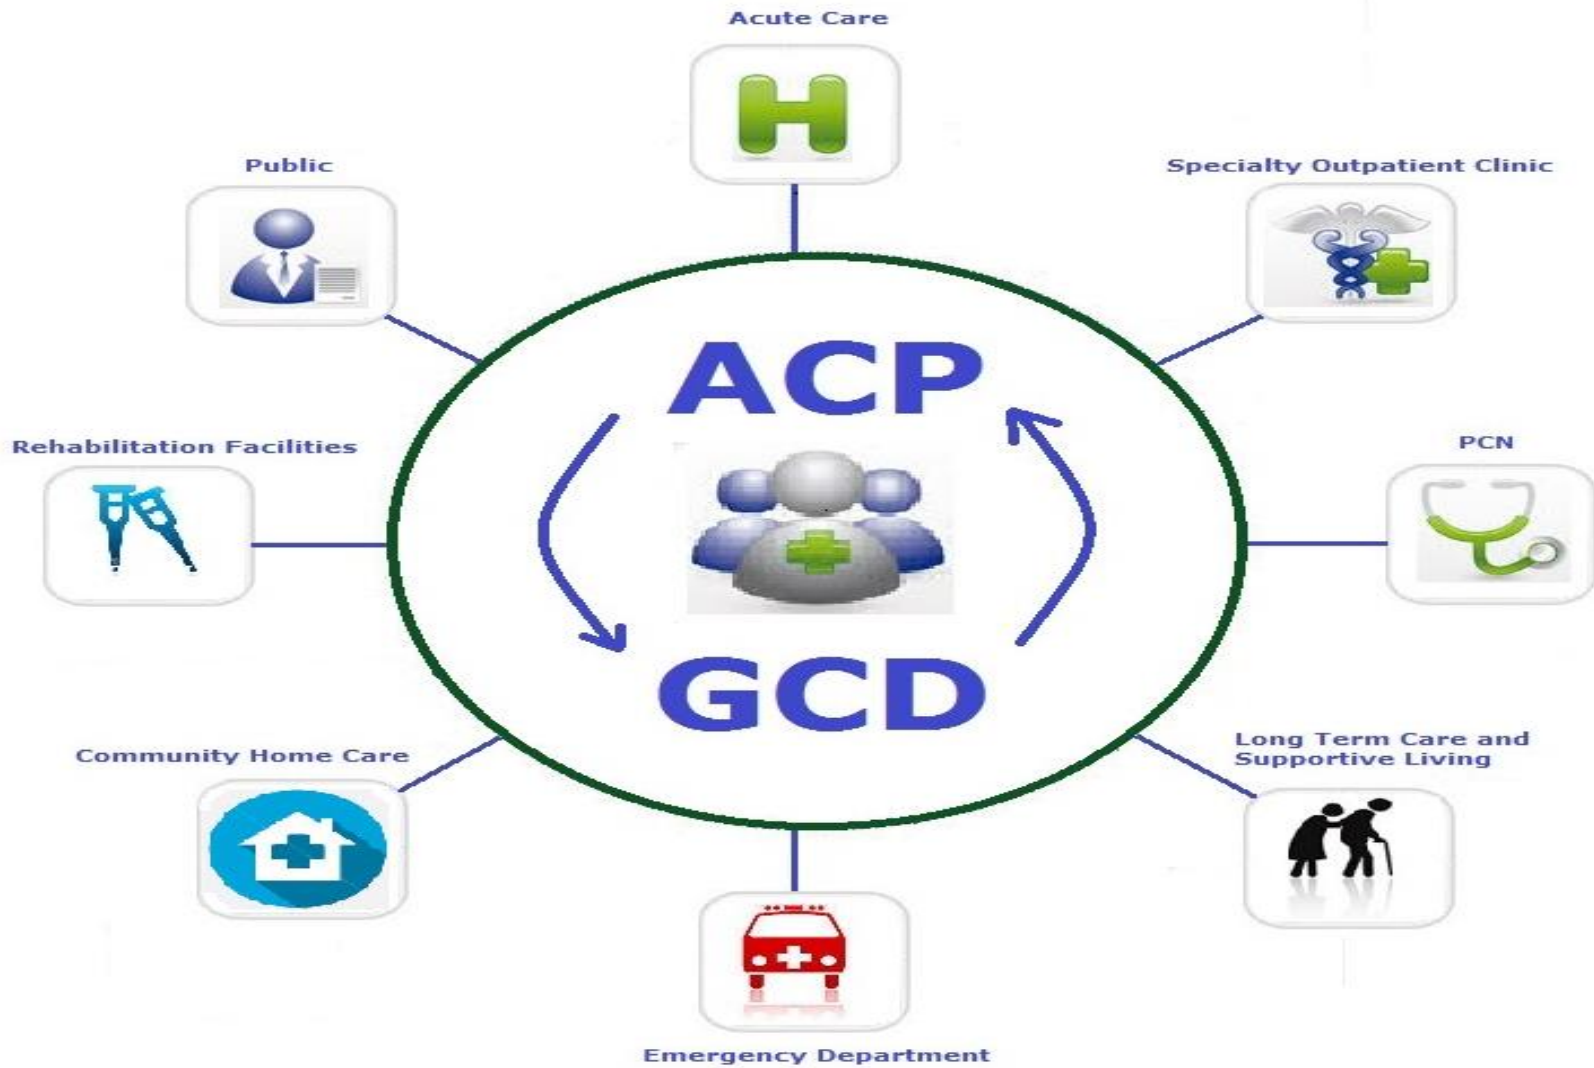 Acute Care
Public
Specialty Outpatient Clinic
ACP
Rehabilitation Facilities
PCN
GCD
Community Home Care
Long Term Care and
Supportive Living
Emergency Department